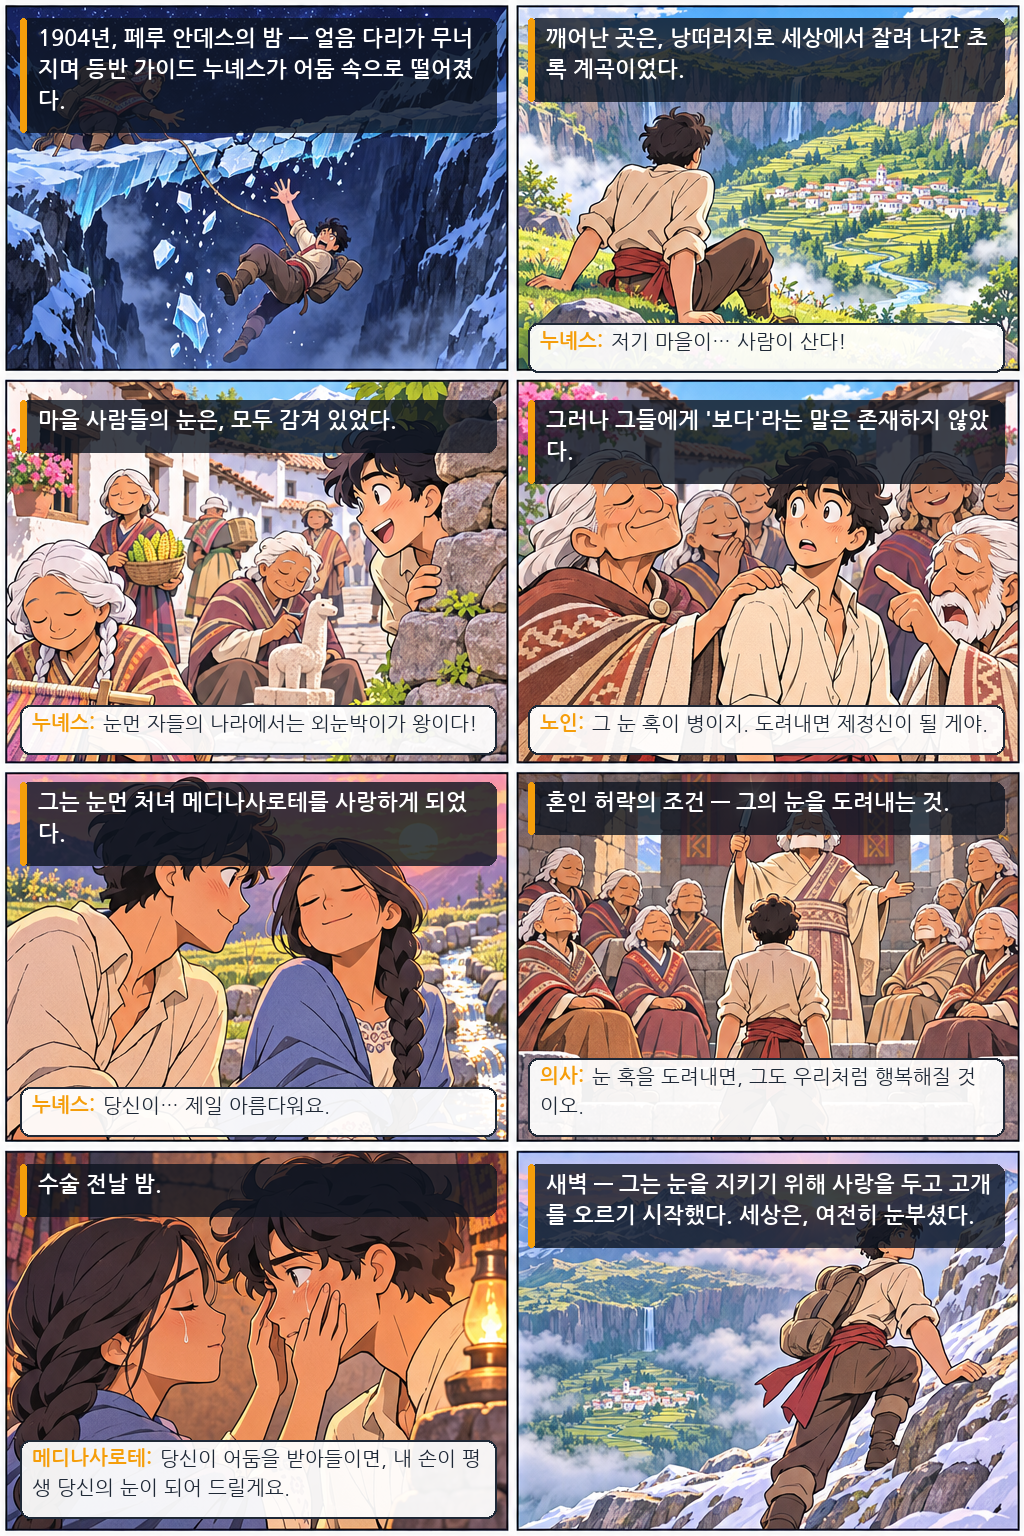 1904년, 페루 안데스의 밤 — 얼음 다리가 무너
지며 등반 가이드 누녜스가 어둠 속으로 떨어졌
다.
깨어난 곳은, 낭떠러지로 세상에서 잘려 나간 초
록 계곡이었다.
누녜스: 저기 마을이… 사람이 산다!
마을 사람들의 눈은, 모두 감겨 있었다.
누녜스: 눈먼 자들의 나라에서는 외눈박이가 왕이다!
그러나 그들에게 '보다'라는 말은 존재하지 않았
다.
노인: 그 눈 혹이 병이지. 도려내면 제정신이 될 게야.
그는 눈먼 처녀 메디나사로테를 사랑하게 되었
다.
누녜스: 당신이… 제일 아름다워요.
혼인 허락의 조건 — 그의 눈을 도려내는 것.
의사: 눈 혹을 도려내면, 그도 우리처럼 행복해질 것
이오.
수술 전날 밤.
메디나사로테: 당신이 어둠을 받아들이면, 내 손이 평
생 당신의 눈이 되어 드릴게요.
새벽 — 그는 눈을 지키기 위해 사랑을 두고 고개
를 오르기 시작했다. 세상은, 여전히 눈부셨다.